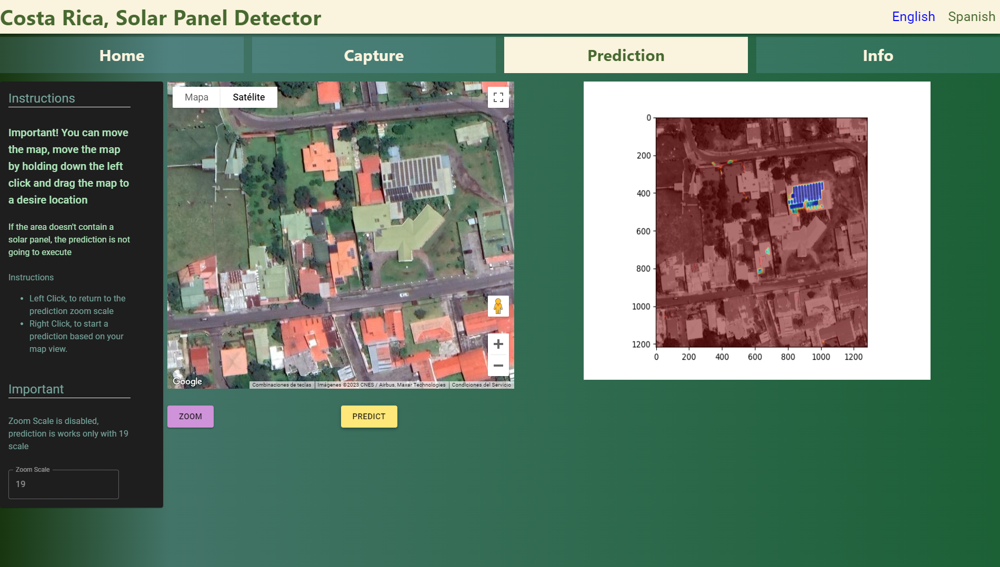 Costa Rica, Solar Panel Detector
English Spanish
Home Capture Prediction Info
Instructions
Important! You can move
the map, move the map
by holding down the left
click and drag the map to
a desire location
If the area doesn't contain a
solar panel, the prediction is not
going to execute
Instructions
• Left Click, to return to the
prediction zoom scale
• Right Click, to start a
prediction based on your
map view.
Important
Zoom Scale is disabled,
prediction is works only with 19
scale
Zoom Scale
19
Mapa Satélite
Google
Combinaciones de teclas Imágenes ©2023 CNES / Airbus, Maxar Technologies Condiciones del Servicio
ZOOM PREDICT
0
200
400
600
800
1000
1200
0 200 400 600 800 1000 1200